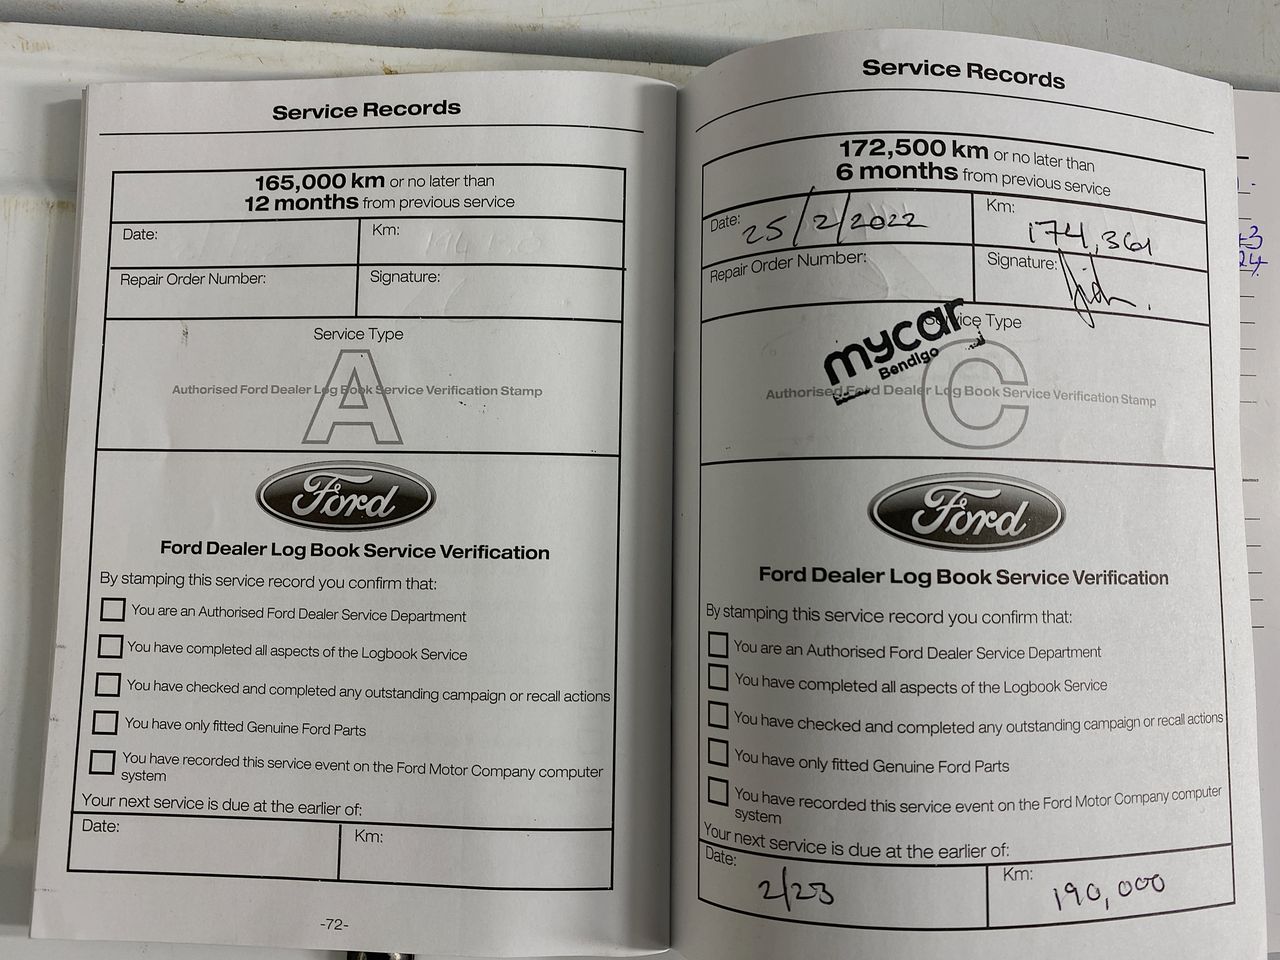 Service Records
165,000 km or no later than
12 months from previous service
Date:
Km:
Repair Order Number:
Signature:
Service Type
A
Authorised Ford Dealer Log Book Service Verification Stamp
Ford
Ford Dealer Log Book Service Verification
By stamping this service record you confirm that:
You are an Authorised Ford Dealer Service Department
You have completed all aspects of the Logbook Service
You have checked and completed any outstanding campaign or recall actions
You have only fitted Genuine Ford Parts
You have recorded this service event on the Ford Motor Company computer
system
Your next service is due at the earlier of:
Date:
Km:
-72-
Service Records
172,500 km or no later than
6 months from previous service
Date: 25/2/2022
Km: 174,361
Repair Order Number:
Signature:
Service Type
mycar
Bendigo
C
Authorised Ford Dealer Log Book Service Verification Stamp
Ford
Ford Dealer Log Book Service Verification
By stamping this service record you confirm that:
You are an Authorised Ford Dealer Service Department
You have completed all aspects of the Logbook Service
You have checked and completed any outstanding campaign or recall actions
You have only fitted Genuine Ford Parts
You have recorded this service event on the Ford Motor Company computer
system
Your next service is due at the earlier of:
Date: 2/23
Km: 190,000